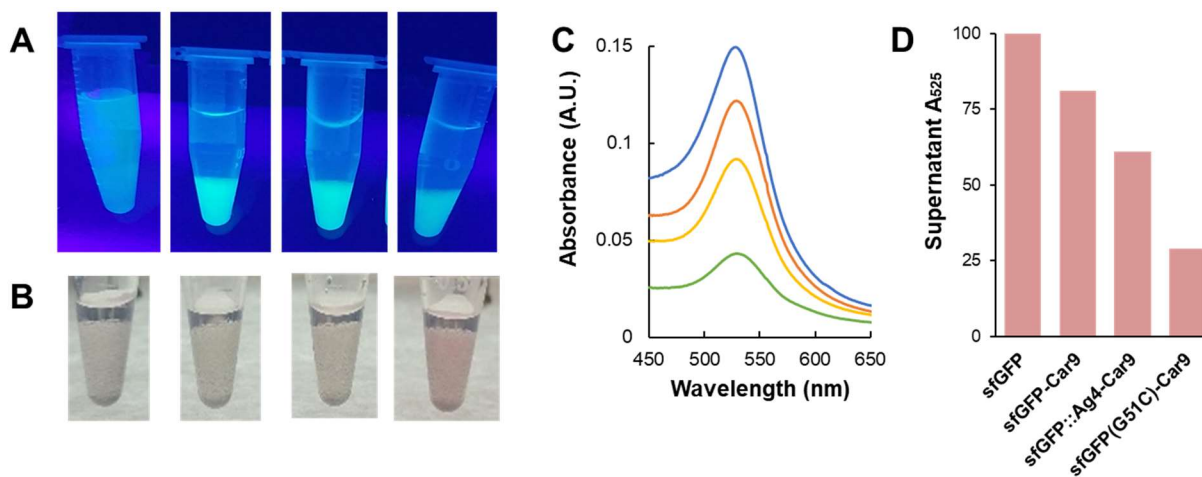 A
B
C
0.15
0.1
0.05
0
450
500
550
600
650
Absorbance (A.U.)
Wavelength (nm)
D
100
75
50
25
0
Supernatant A₅₂₅
sfGFP
sfGFP-Car9
sfGFP::Ag4-Car9
sfGFP(G51C)-Car9